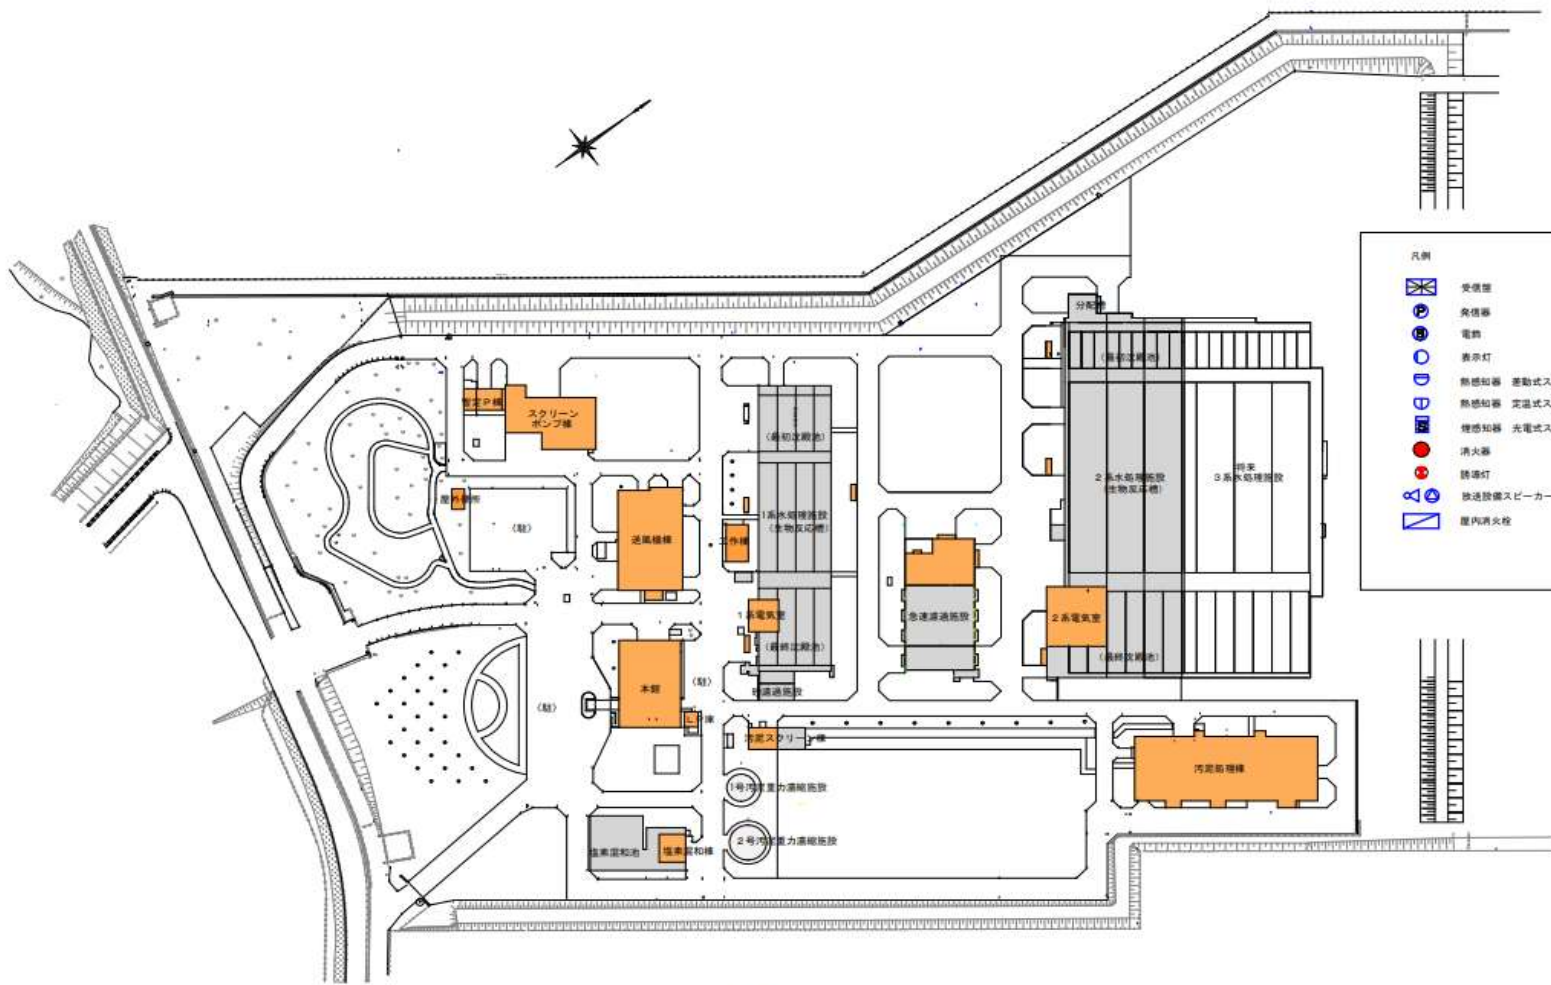 分配槽
(最初沈殿池)
暫定P棟
スクリーン
ポンプ棟
(最初沈殿池)
2系水処理施設
(生物反応槽)
将来
3系水処理施設
屋外便所
〈駐〉
送風機棟
1系水処理施設
(生物反応槽)
工作棟
1系電気室
(最終沈殿池)
急速濾過施設
2系電気室
(最終沈殿池)
本館
〈駐〉
〈駐〉
砂濾過施設
汚泥スクリーン棟
汚泥処理棟
1号汚泥重力濃縮施設
2号汚泥重力濃縮施設
塩素混和池
塩素混和棟
凡例
受信盤
P
発信器
B
電鈴
表示灯
熱感知器 差動式ス
熱感知器 定温式ス
S
煙感知器 光電式ス
消火器
誘導灯
放送設備スピーカー
屋内消火栓